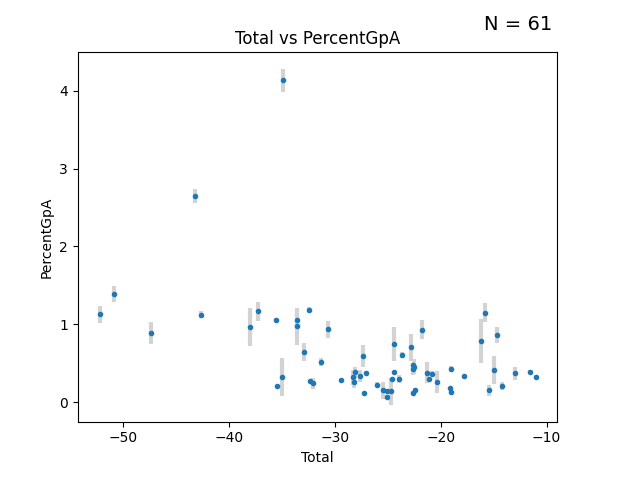 N = 61
Total vs PercentGpA
PercentGpA
4
3
2
1
0
−50
−40
−30
−20
−10
Total